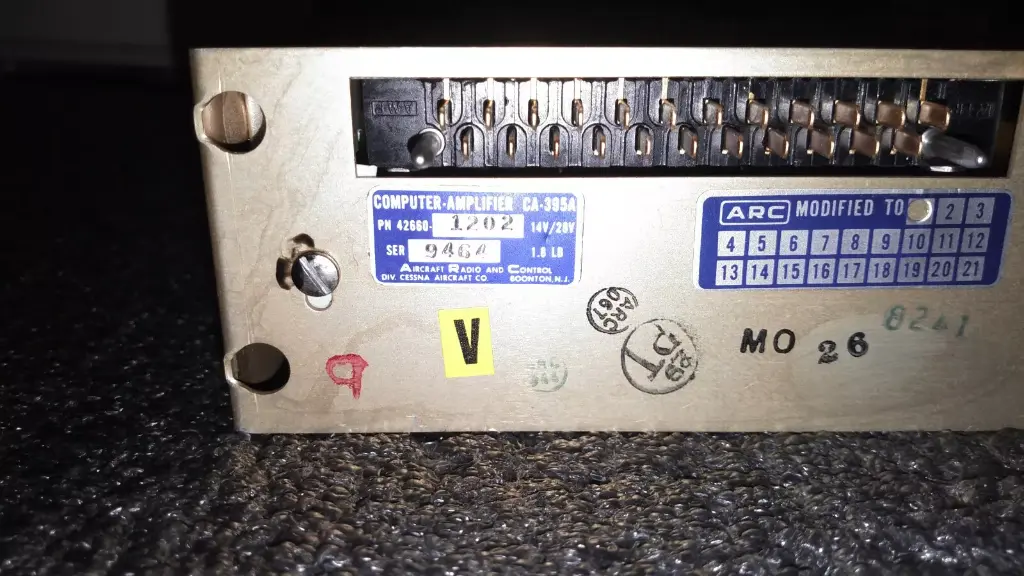 COMPUTER-AMPLIFIER CA-395A
PN 42660- 1202 14V/28V
SER 9464 1.8 LB
AIRCRAFT RADIO AND CONTROL
DIV. CESSNA AIRCRAFT CO. BOONTON, N.J.
ARC MODIFIED TO 2 3
4 5 6 7 8 9 10 11 12
13 14 15 16 17 18 19 20 21
V
ARC
067
T
MO 26
8241